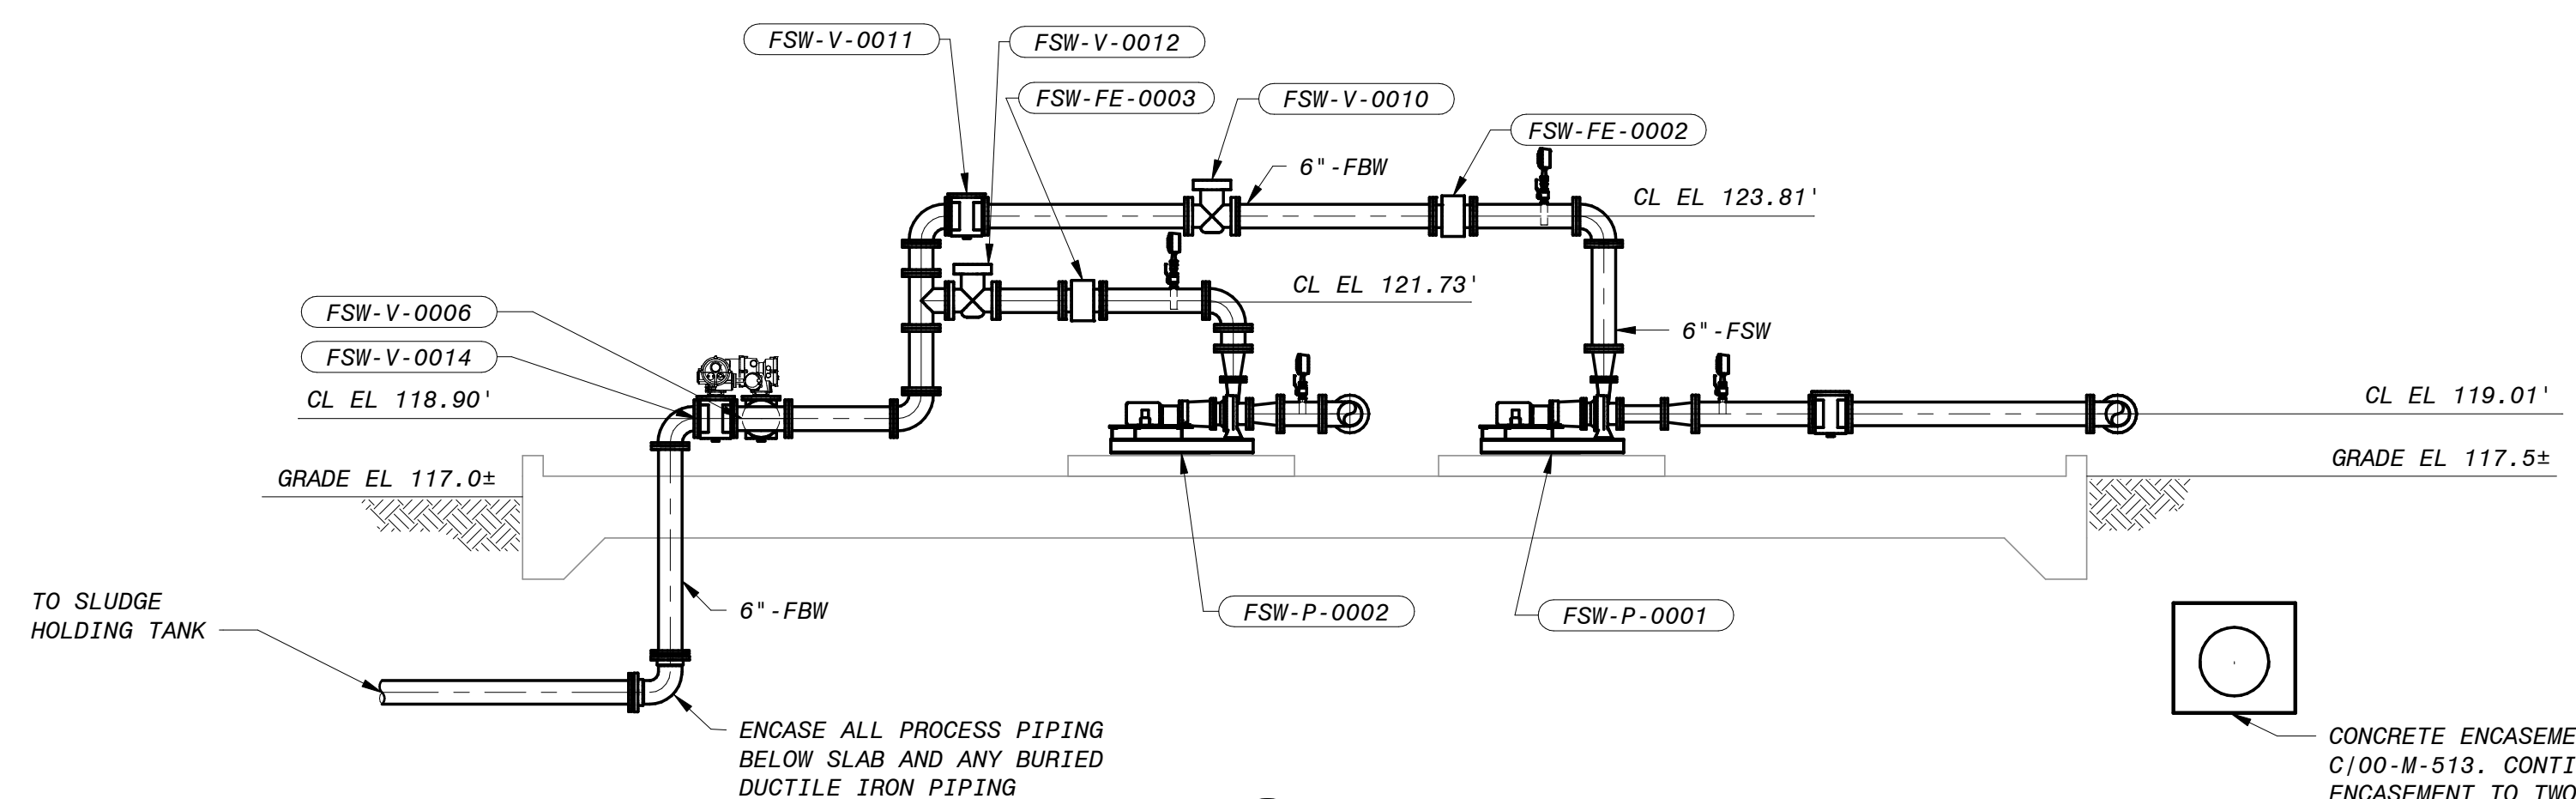 FSW-V-0011
FSW-V-0012
FSW-FE-0003
FSW-V-0010
FSW-FE-0002
6"-FBW
CL EL 123.81'
CL EL 121.73'
FSW-V-0006
6"-FSW
FSW-V-0014
CL EL 118.90'
CL EL 119.01'
GRADE EL 117.0±
GRADE EL 117.5±
TO SLUDGE
HOLDING TANK
6"-FBW
FSW-P-0002
FSW-P-0001
ENCASE ALL PROCESS PIPING
BELOW SLAB AND ANY BURIED
DUCTILE IRON PIPING
CONCRETE ENCASEME
C/00-M-513. CONTI
ENCASEMENT TO TWO